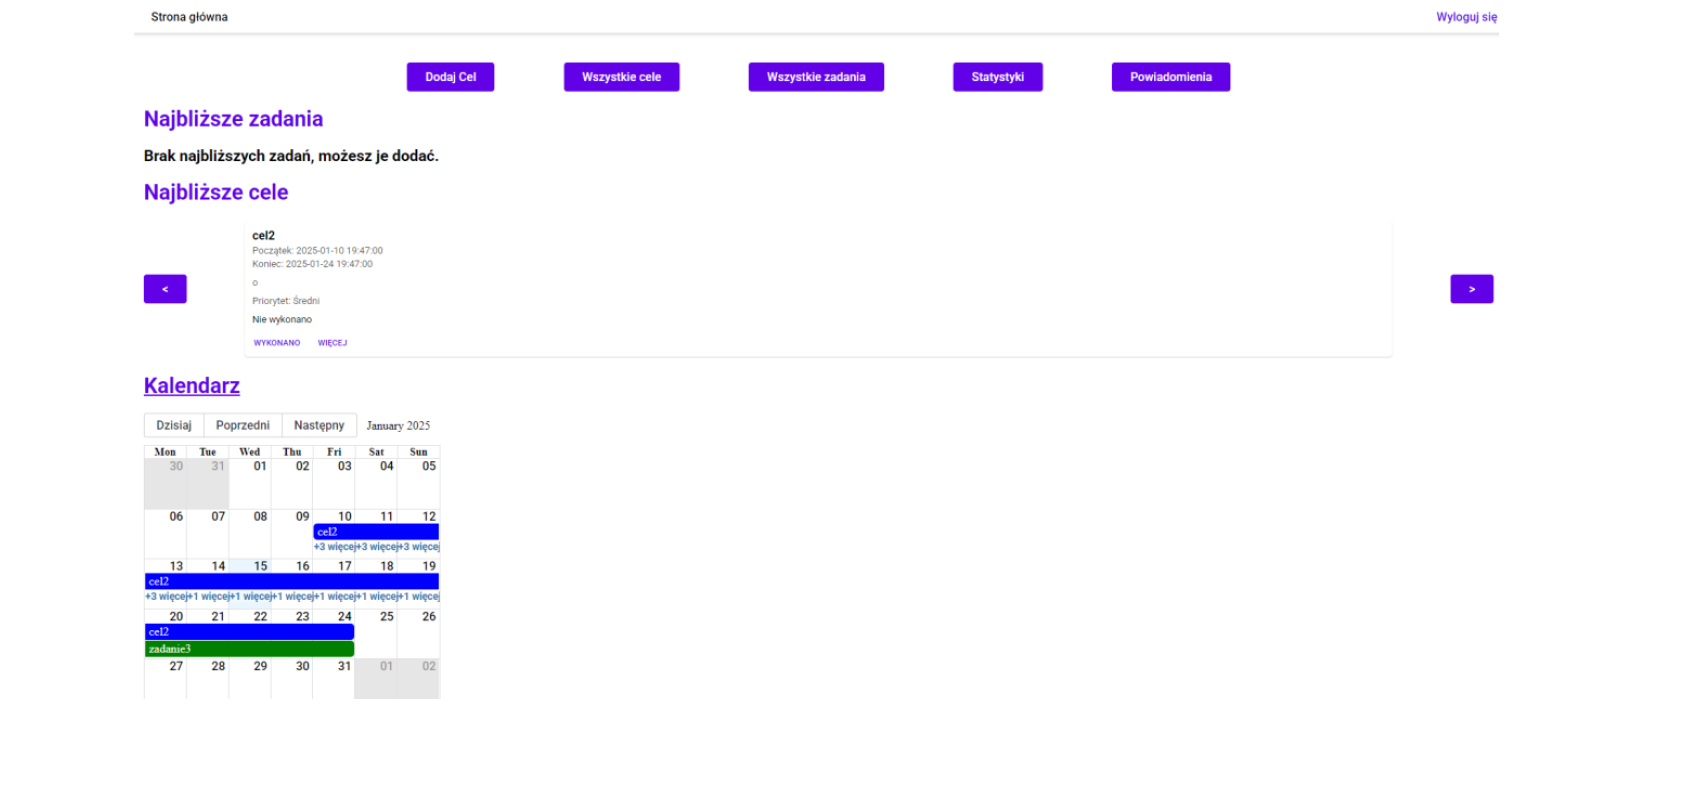 Strona główna Wyloguj się
Dodaj Cel Wszystkie cele Wszystkie zadania Statystyki Powiadomienia
Najbliższe zadania
Brak najbliższych zadań, możesz je dodać.
Najbliższe cele
cel2
Początek: 2025-01-10 19:47:00
Koniec: 2025-01-24 19:47:00
o
< >
Priorytet: Średni
Nie wykonano
WYKONANO WIĘCEJ
Kalendarz
Dzisiaj Poprzedni Następny January 2025
Mon Tue Wed Thu Fri Sat Sun
30 31 01 02 03 04 05
06 07 08 09 10 11 12
cel2
+3 więcej +3 więcej +3 więcej
13 14 15 16 17 18 19
cel2
+3 więcej +1 więcej +1 więcej +1 więcej +1 więcej +1 więcej +1 więcej
20 21 22 23 24 25 26
cel2
zadanie3
27 28 29 30 31 01 02